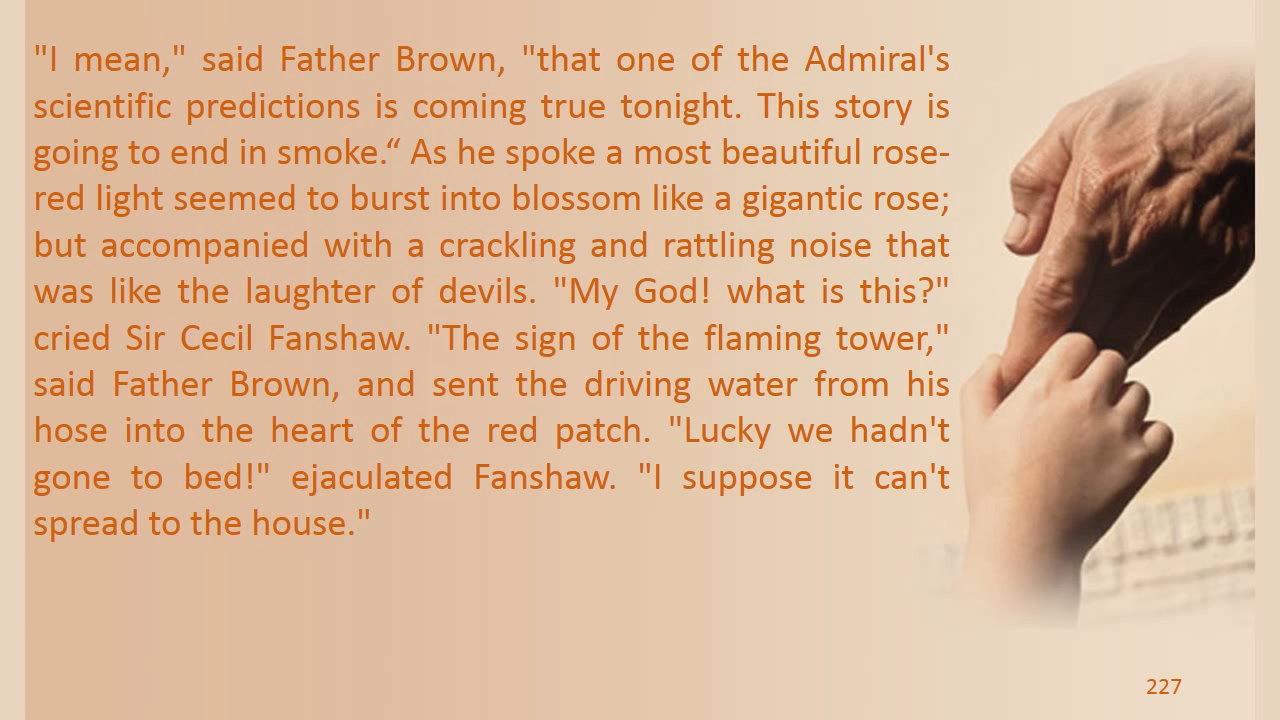 "I mean," said Father Brown, "that one of the Admiral's
scientific predictions is coming true tonight. This story is
going to end in smoke.“ As he spoke a most beautiful rose-
red light seemed to burst into blossom like a gigantic rose;
but accompanied with a crackling and rattling noise that
was like the laughter of devils. "My God! what is this?"
cried Sir Cecil Fanshaw. "The sign of the flaming tower,"
said Father Brown, and sent the driving water from his
hose into the heart of the red patch. "Lucky we hadn't
gone to bed!" ejaculated Fanshaw. "I suppose it can't
spread to the house."
227